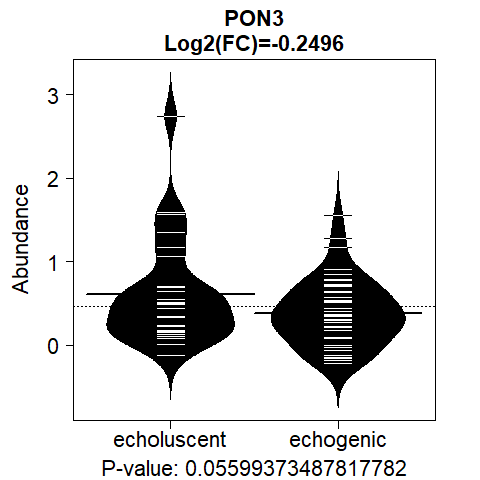 PON3
Log2(FC)=-0.2496
Abundance
3
2
1
0
echoluscent echogenic
P-value: 0.05599373487817782